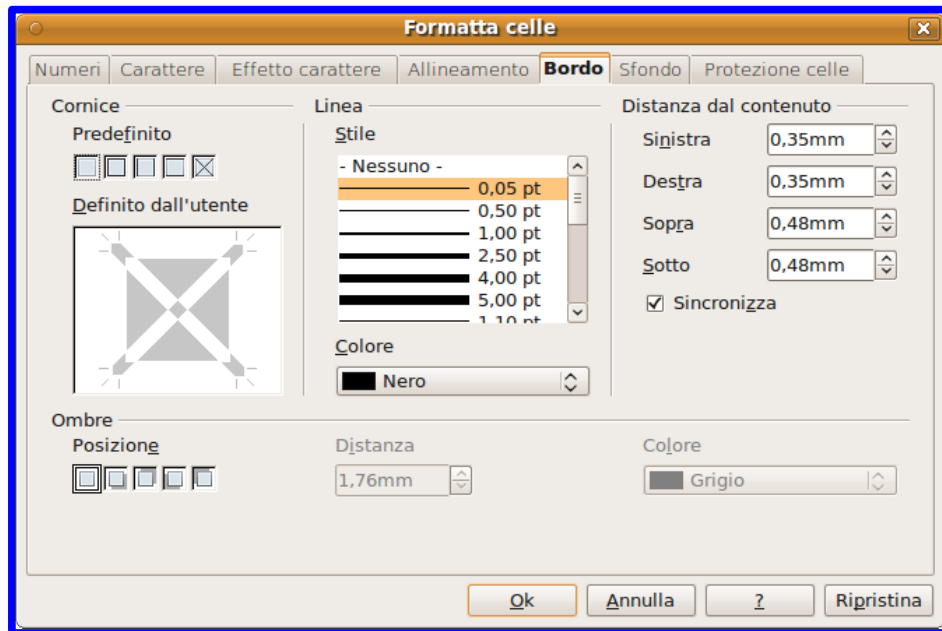 Formatta celle
Numeri Carattere Effetto carattere Allineamento Bordo Sfondo Protezione celle
Cornice
Predefinito
Definito dall'utente
Linea
Stile
- Nessuno -
0,05 pt
0,50 pt
1,00 pt
2,50 pt
4,00 pt
5,00 pt
1,10 pt
Colore
Nero
Distanza dal contenuto
Sinistra 0,35mm
Destra 0,35mm
Sopra 0,48mm
Sotto 0,48mm
Sincronizza
Ombre
Posizione
Distanza
1,76mm
Colore
Grigio
Ok Annulla ? Ripristina